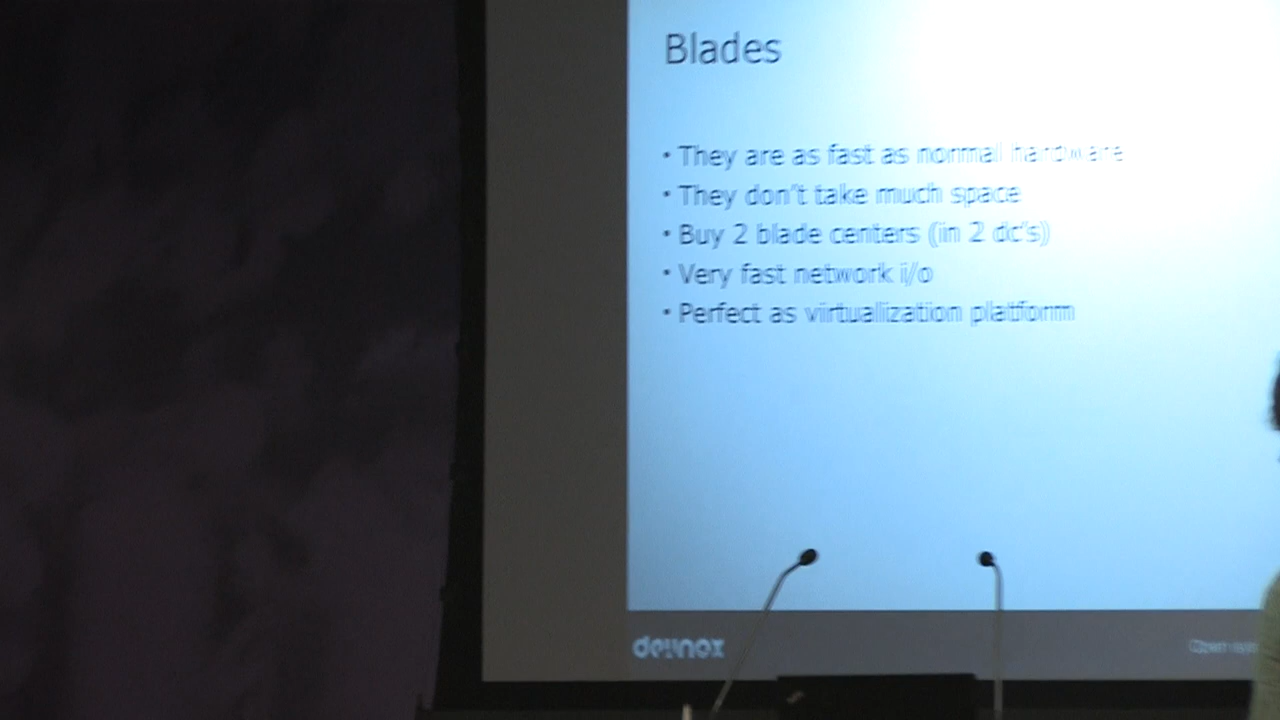 Blades
• They are as fast as normal hardware
• They don't take much space
• Buy 2 blade centers (in 2 dc's)
• Very fast network i/o
• Perfect as virtualization platform
Open